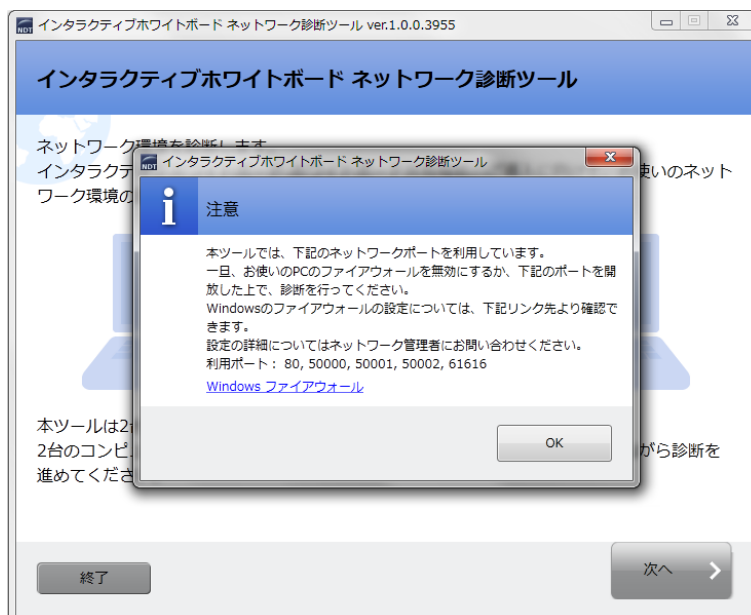 NDT インタラクティブホワイトボード ネットワーク診断ツール ver.1.0.0.3955
インタラクティブホワイトボード ネットワーク診断ツール
ネットワーク環境を診断します
インタラクテ
使いのネット
ワーク環境の
NDT インタラクティブホワイトボード ネットワーク診断ツール
i 注意
本ツールでは、下記のネットワークポートを利用しています。
一旦、お使いのPCのファイアウォールを無効にするか、下記のポートを開
放した上で、診断を行ってください。
Windowsのファイアウォールの設定については、下記リンク先より確認で
きます。
設定の詳細についてはネットワーク管理者にお問い合わせください。
利用ポート： 80, 50000, 50001, 50002, 61616
Windows ファイアウォール
OK
本ツールは2
2台のコンピ
がら診断を
進めてくださ
終了
次へ